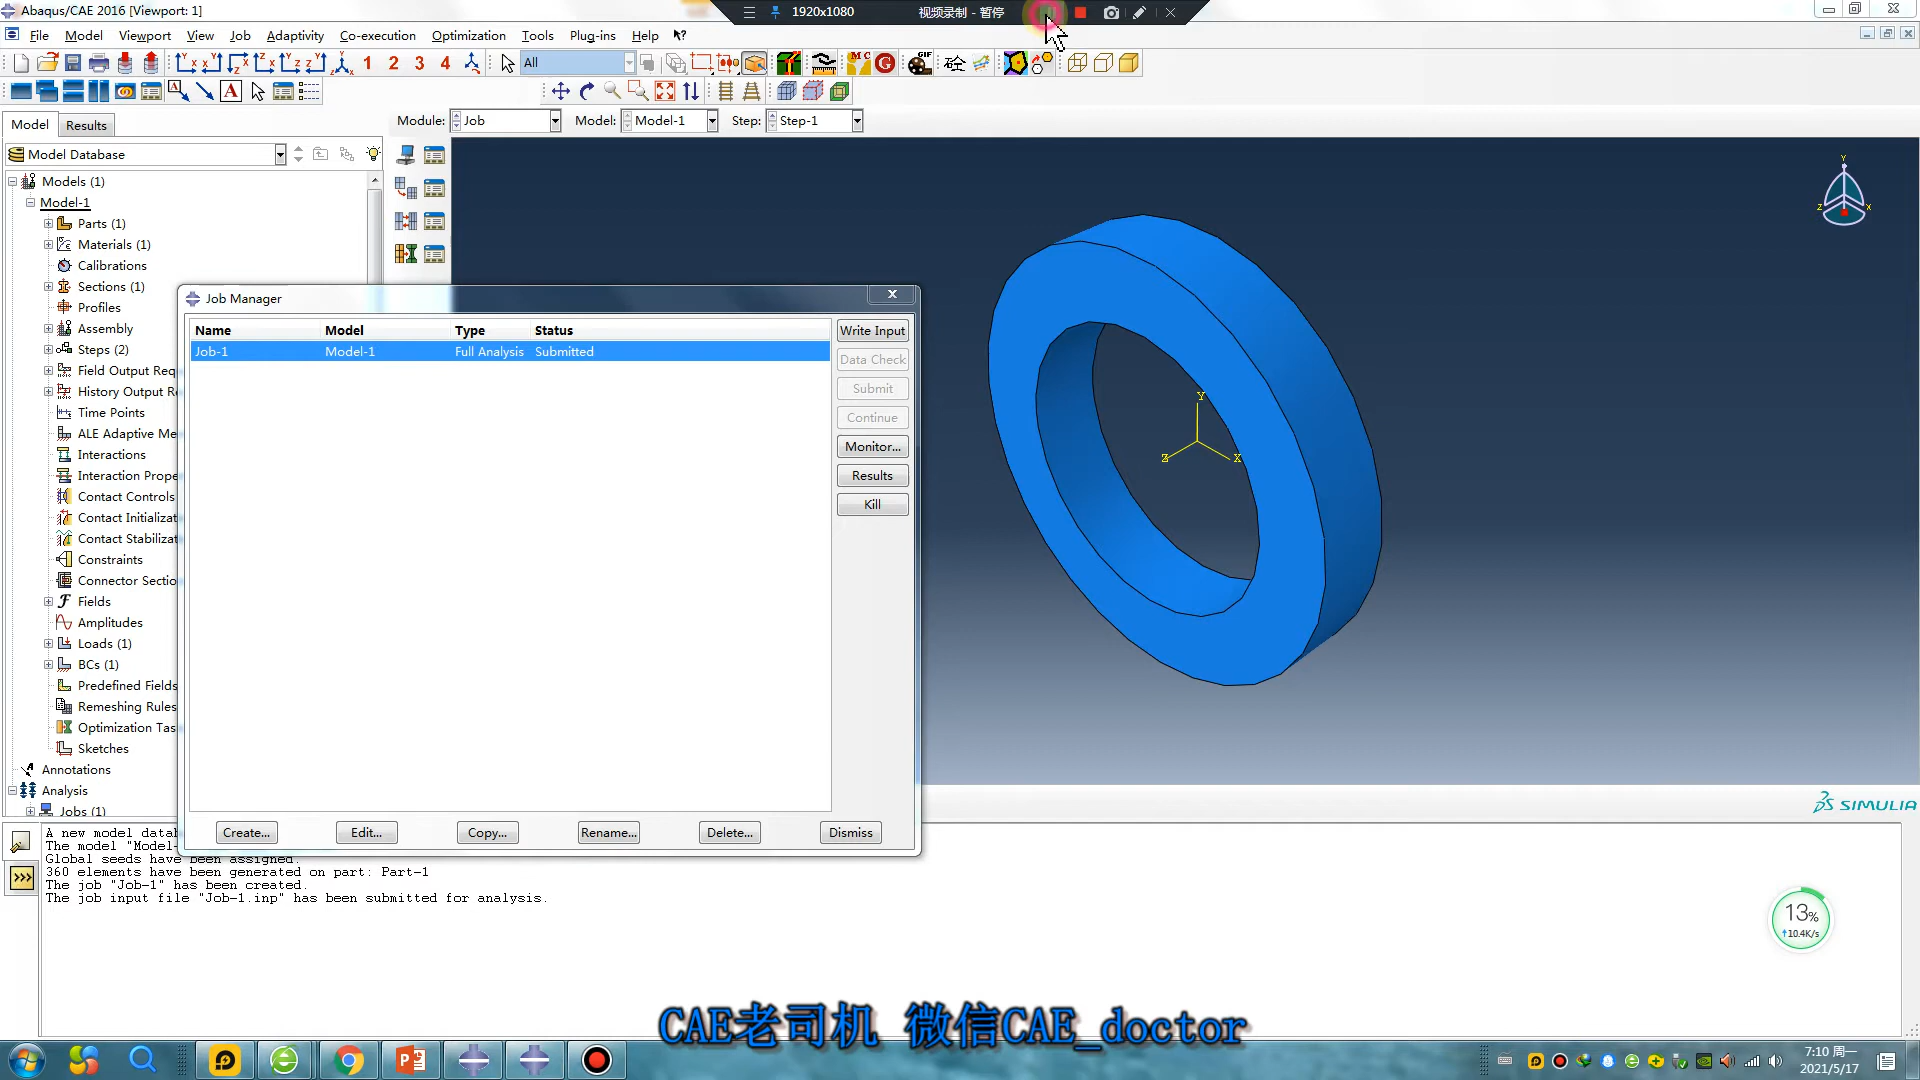 Abaqus/CAE 2016 [Viewport: 1]
1920x1080
视频录制 - 暂停
File Model Viewport View Job Adaptivity Co-execution Optimization Tools Plug-ins Help
1 2 3 4
All
GIF
Model Results
Module: Job Model: Model-1 Step: Step-1
Model Database
Models (1)
Model-1
Parts (1)
Materials (1)
Calibrations
Sections (1)
Profiles
Assembly
Steps (2)
Field Output Req
History Output R
Time Points
ALE Adaptive Me
Interactions
Interaction Prope
Contact Controls
Contact Initializat
Contact Stabilizat
Constraints
Connector Sectio
Fields
Amplitudes
Loads (1)
BCs (1)
Predefined Fields
Remeshing Rules
Optimization Tas
Sketches
Annotations
Analysis
Jobs (1)
Job Manager
Name Model Type Status
Job-1 Model-1 Full Analysis Submitted
Write Input
Data Check
Submit
Continue
Monitor...
Results
Kill
Create... Edit... Copy... Rename... Delete... Dismiss
Y
Z X
Y
Z X
SIMULIA
A new model datab
The model "Model-
Global seeds have been assigned.
360 elements have been generated on part: Part-1
The job "Job-1" has been created.
The job input file "Job-1.inp" has been submitted for analysis.
13%
10.4K/s
CAE老司机 微信CAE_doctor
7:10 周一
2021/5/17